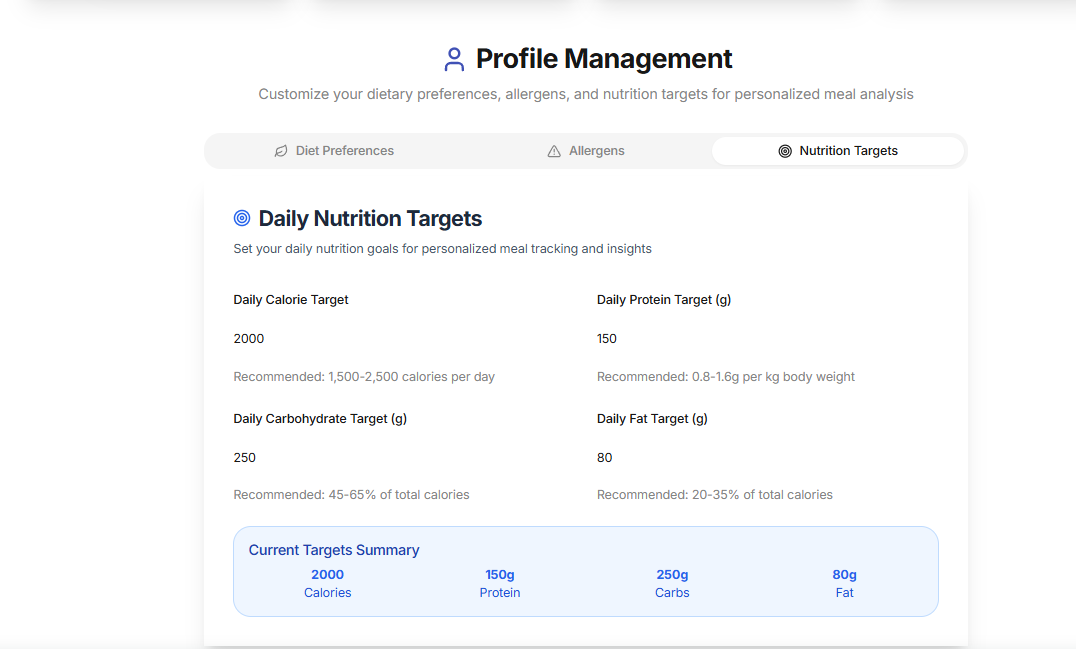 Profile Management
Customize your dietary preferences, allergens, and nutrition targets for personalized meal analysis
Diet Preferences
Allergens
Nutrition Targets
Daily Nutrition Targets
Set your daily nutrition goals for personalized meal tracking and insights
Daily Calorie Target
2000
Recommended: 1,500-2,500 calories per day
Daily Protein Target (g)
150
Recommended: 0.8-1.6g per kg body weight
Daily Carbohydrate Target (g)
250
Recommended: 45-65% of total calories
Daily Fat Target (g)
80
Recommended: 20-35% of total calories
Current Targets Summary
2000
Calories
150g
Protein
250g
Carbs
80g
Fat